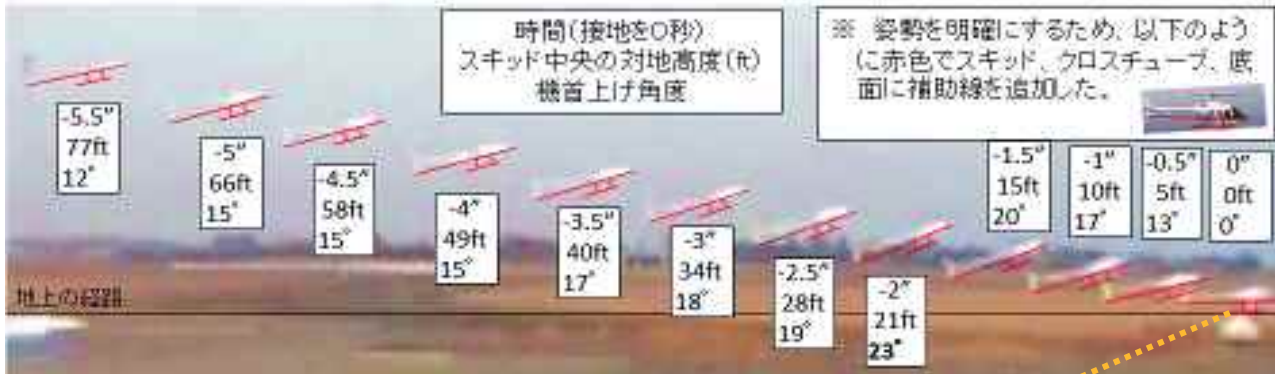 時間(接地を0秒)
スキッド中央の対地高度(ft)
機首上げ角度
※ 姿勢を明確にするため、以下のよう
に赤色でスキッド、クロスチューブ、底
面に補助線を追加した。
-5.5"
77ft
12°
-5"
66ft
15°
-4.5"
58ft
15°
-4"
49ft
15°
-3.5"
40ft
17°
-3"
34ft
18°
-2.5"
28ft
19°
-2"
21ft
23°
-1.5"
15ft
20°
-1"
10ft
17°
-0.5"
5ft
13°
0"
0ft
0°
地上の経路